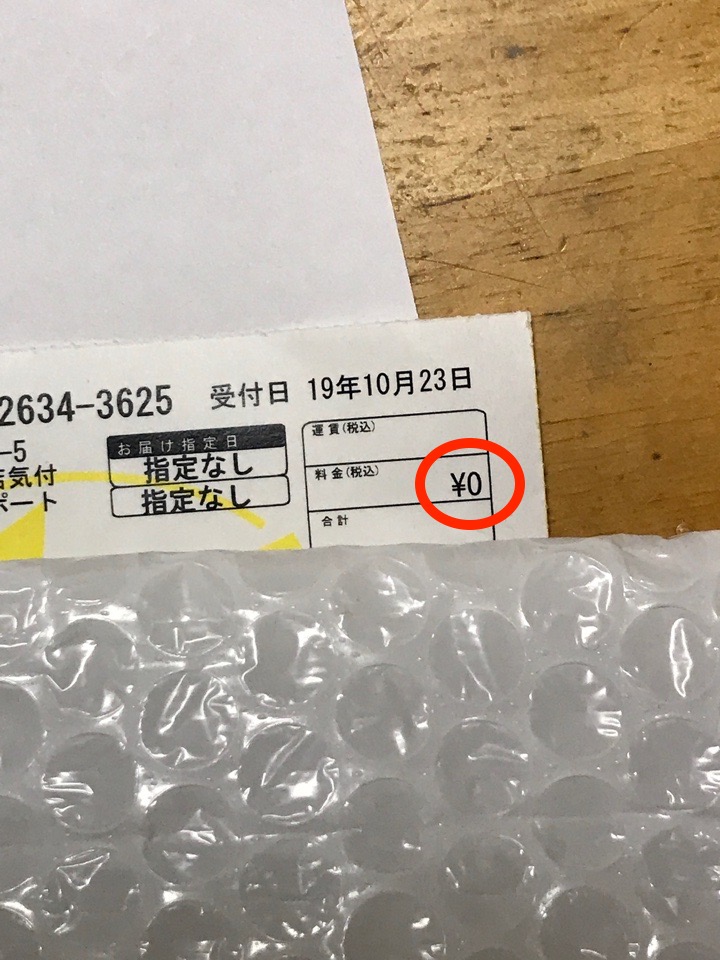 2634-3625 受付日 19年10月23日
-5
気付
ポート
お届け指定日
指定なし
指定なし
運賃(税込)
料金(税込)
¥0
合計